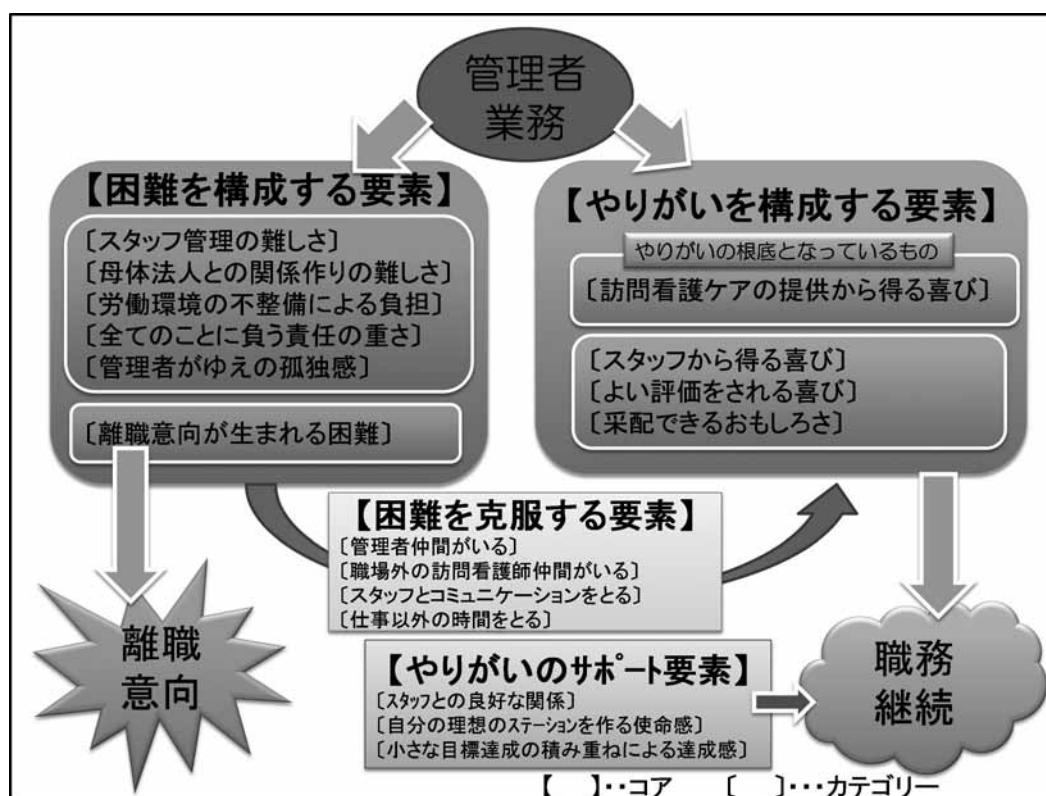 管理者
業務
【困難を構成する要素】
〔スタッフ管理の難しさ〕
〔母体法人との関係作りの難しさ〕
〔労働環境の不整備による負担〕
〔全てのことに負う責任の重さ〕
〔管理者がゆえの孤独感〕
〔離職意向が生まれる困難〕
【やりがいを構成する要素】
やりがいの根底となっているもの
〔訪問看護ケアの提供から得る喜び〕
〔スタッフから得る喜び〕
〔よい評価をされる喜び〕
〔采配できるおもしろさ〕
【困難を克服する要素】
〔管理者仲間がいる〕
〔職場外の訪問看護師仲間がいる〕
〔スタッフとコミュニケーションをとる〕
〔仕事以外の時間をとる〕
離職
意向
【やりがいのサポート要素】
〔スタッフとの良好な関係〕
〔自分の理想のステーションを作る使命感〕
〔小さな目標達成の積み重ねによる達成感〕
職務
継続
【　】・・コア　〔　〕・・・カテゴリー